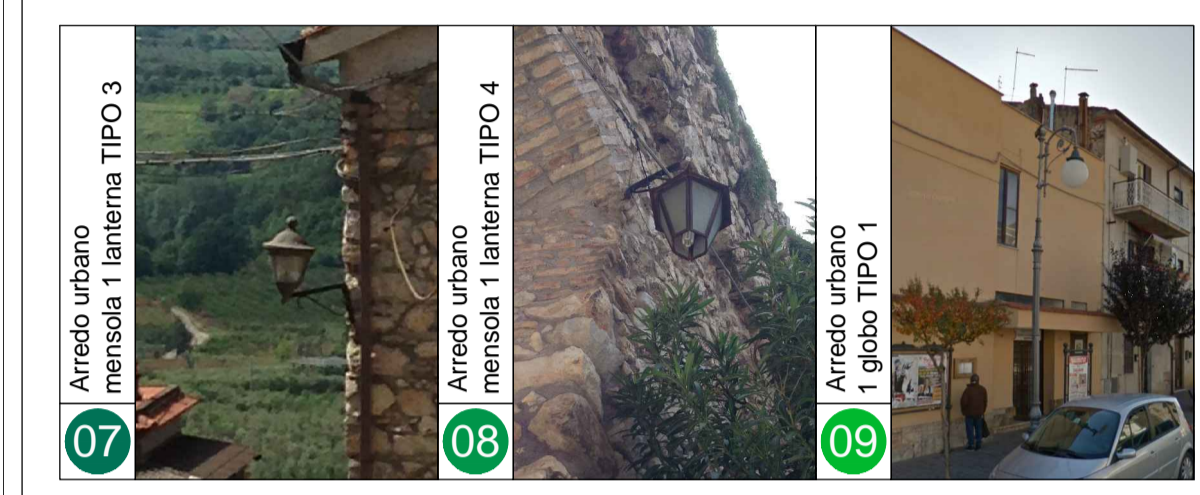 Arredo urbano
mensola 1 lanterna TIPO 3
07
Arredo urbano
mensola 1 lanterna TIPO 4
08
Arredo urbano
1 globo TIPO 1
09